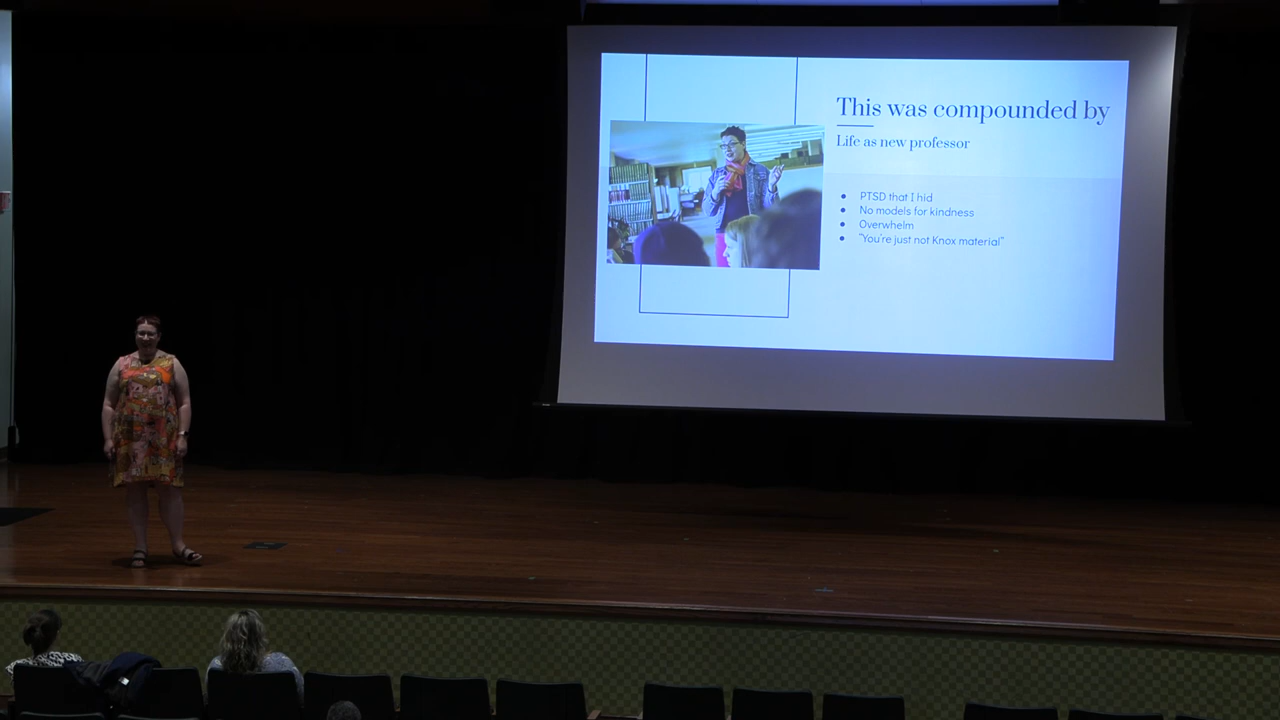 This was compounded by
Life as new professor
● PTSD that I hid
● No models for kindness
● Overwhelm
● "You're just not Knox material"